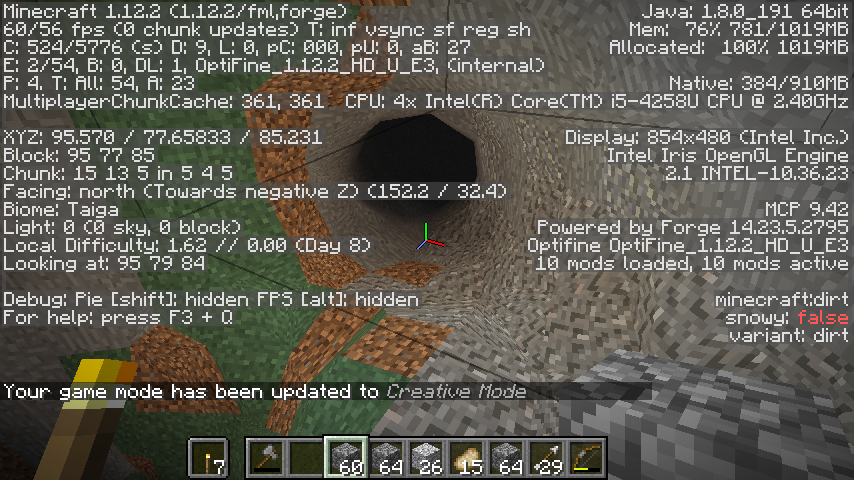 Minecraft 1.12.2 (1.12.2/fml,forge)
60/56 fps (0 chunk updates) T: inf vsync sf reg sh
C: 524/5776 (s) D: 9, L: 0, pC: 000, pU: 0, aB: 27
E: 2/54, B: 0, DL: 1, OptiFine_1.12.2_HD_U_E3, (internal)
P: 4, T: All: 54, A: 23
MultiplayerChunkCache: 361, 361
XYZ: 95.570 / 77.65833 / 85.231
Block: 95 77 85
Chunk: 15 13 5 in 5 4 5
Facing: north (Towards negative Z) (152.2 / 32.4)
Biome: Taiga
Light: 0 (0 sky, 0 block)
Local Difficulty: 1.62 // 0.00 (Day 8)
Looking at: 95 79 84
Debug: Pie [shift]: hidden FPS [alt]: hidden
For help: press F3 + Q
Java: 1.8.0_191 64bit
Mem: 76% 781/1019MB
Allocated: 100% 1019MB
Native: 384/910MB
CPU: 4x Intel(R) Core(TM) i5-4258U CPU @ 2.40GHz
Display: 854x480 (Intel Inc.)
Intel Iris OpenGL Engine
2.1 INTEL-10.36.23
MCP 9.42
Powered by Forge 14.23.5.2795
Optifine OptiFine_1.12.2_HD_U_E3
10 mods loaded, 10 mods active
minecraft:dirt
snowy: false
variant: dirt
Your game mode has been updated to Creative Mode
7
60
64
26
15
64
29